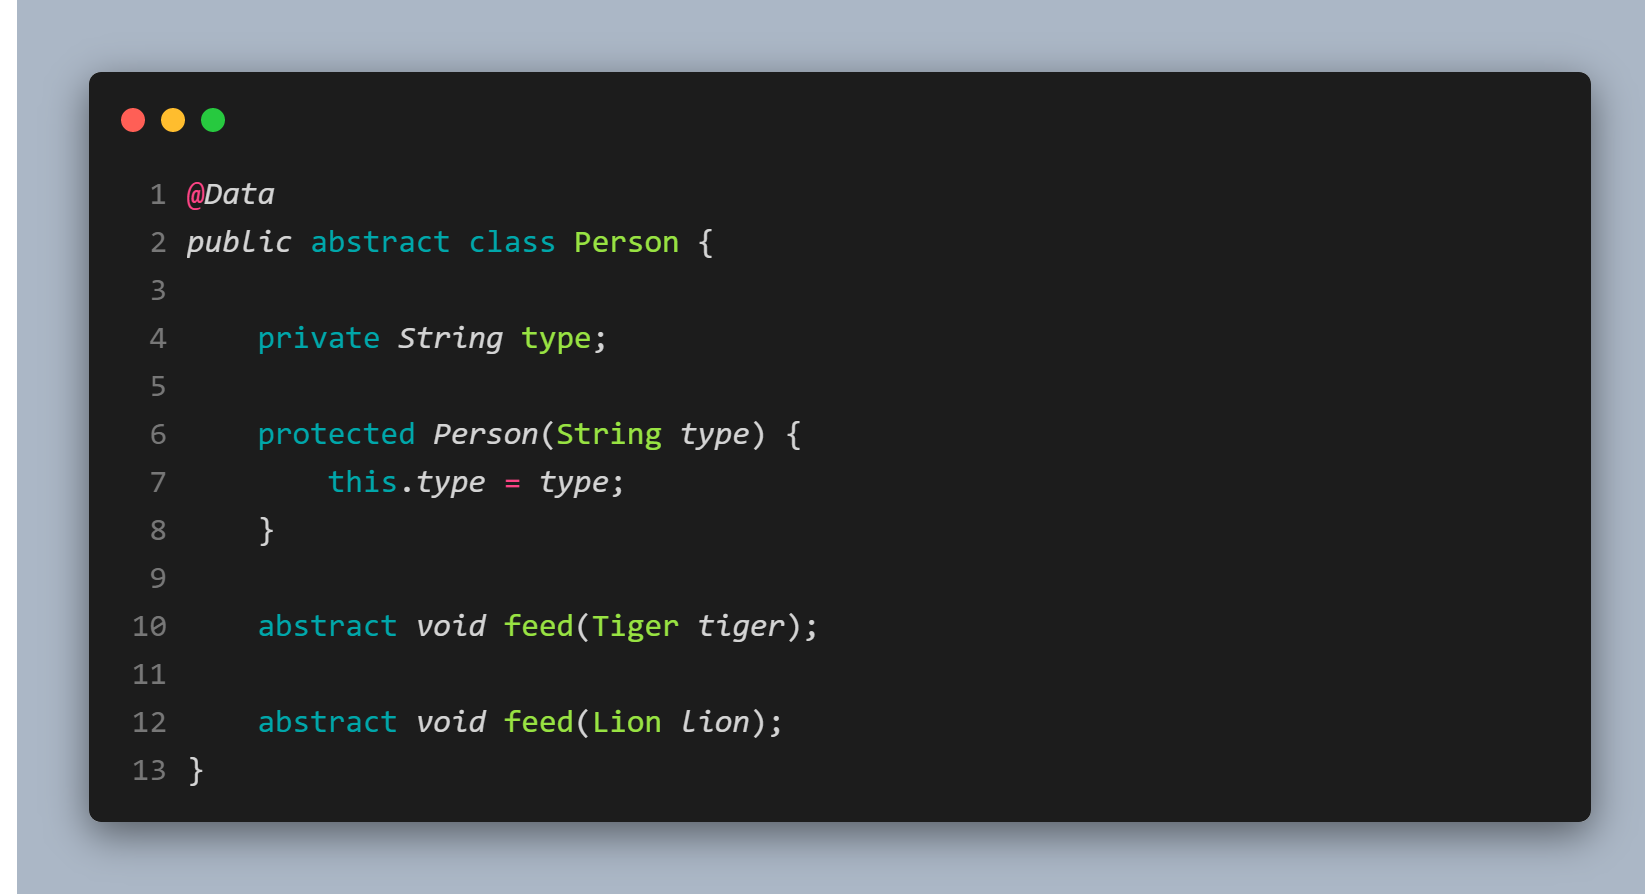 1 @Data
2 public abstract class Person {
3
4     private String type;
5
6     protected Person(String type) {
7         this.type = type;
8     }
9
10     abstract void feed(Tiger tiger);
11
12     abstract void feed(Lion lion);
13 }